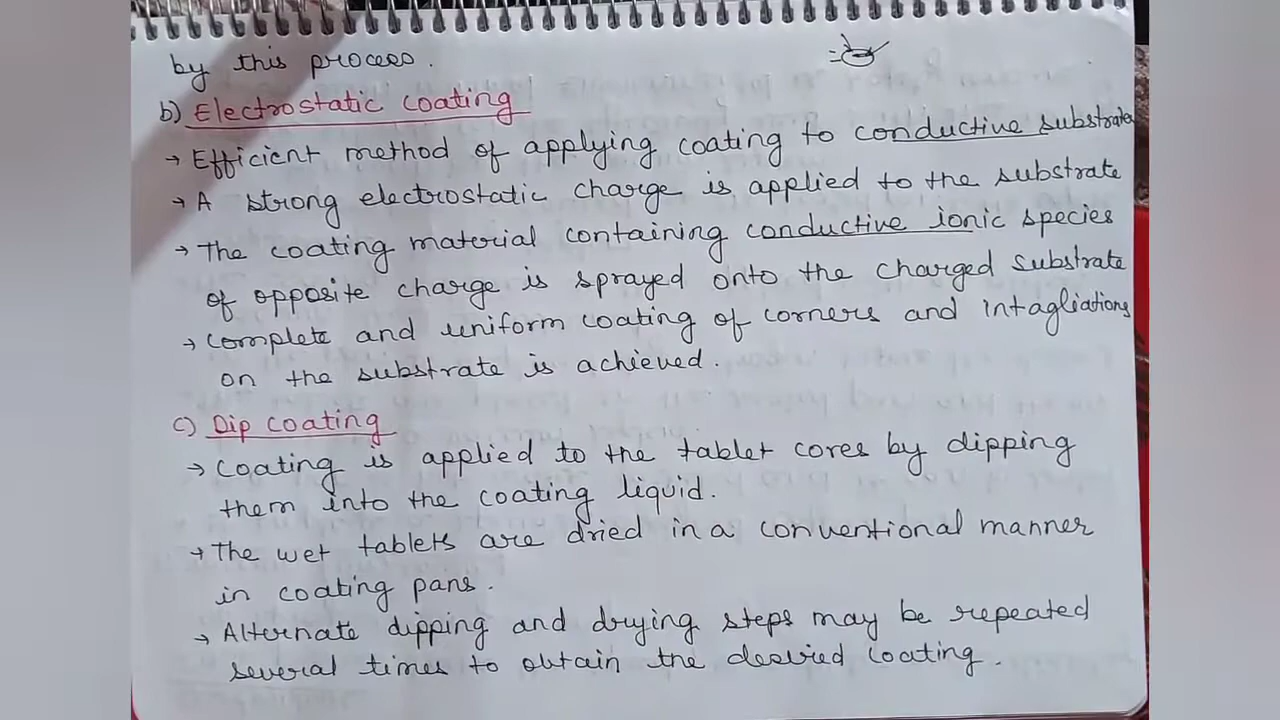 by this process.
b) Electrostatic coating
→ Efficient method of applying coating to conductive substrates
→ A strong electrostatic charge is applied to the substrate
→ The coating material containing conductive ionic species
of opposite charge is sprayed onto the charged substrate
→ complete and uniform coating of corners and intagliations
on the substrate is achieved.
c) Dip coating
→ coating is applied to the tablet cores by dipping
them into the coating liquid.
→ The wet tablets are dried in a conventional manner
in coating pans.
→ Alternate dipping and drying steps may be repeated
several times to obtain the desired coating.